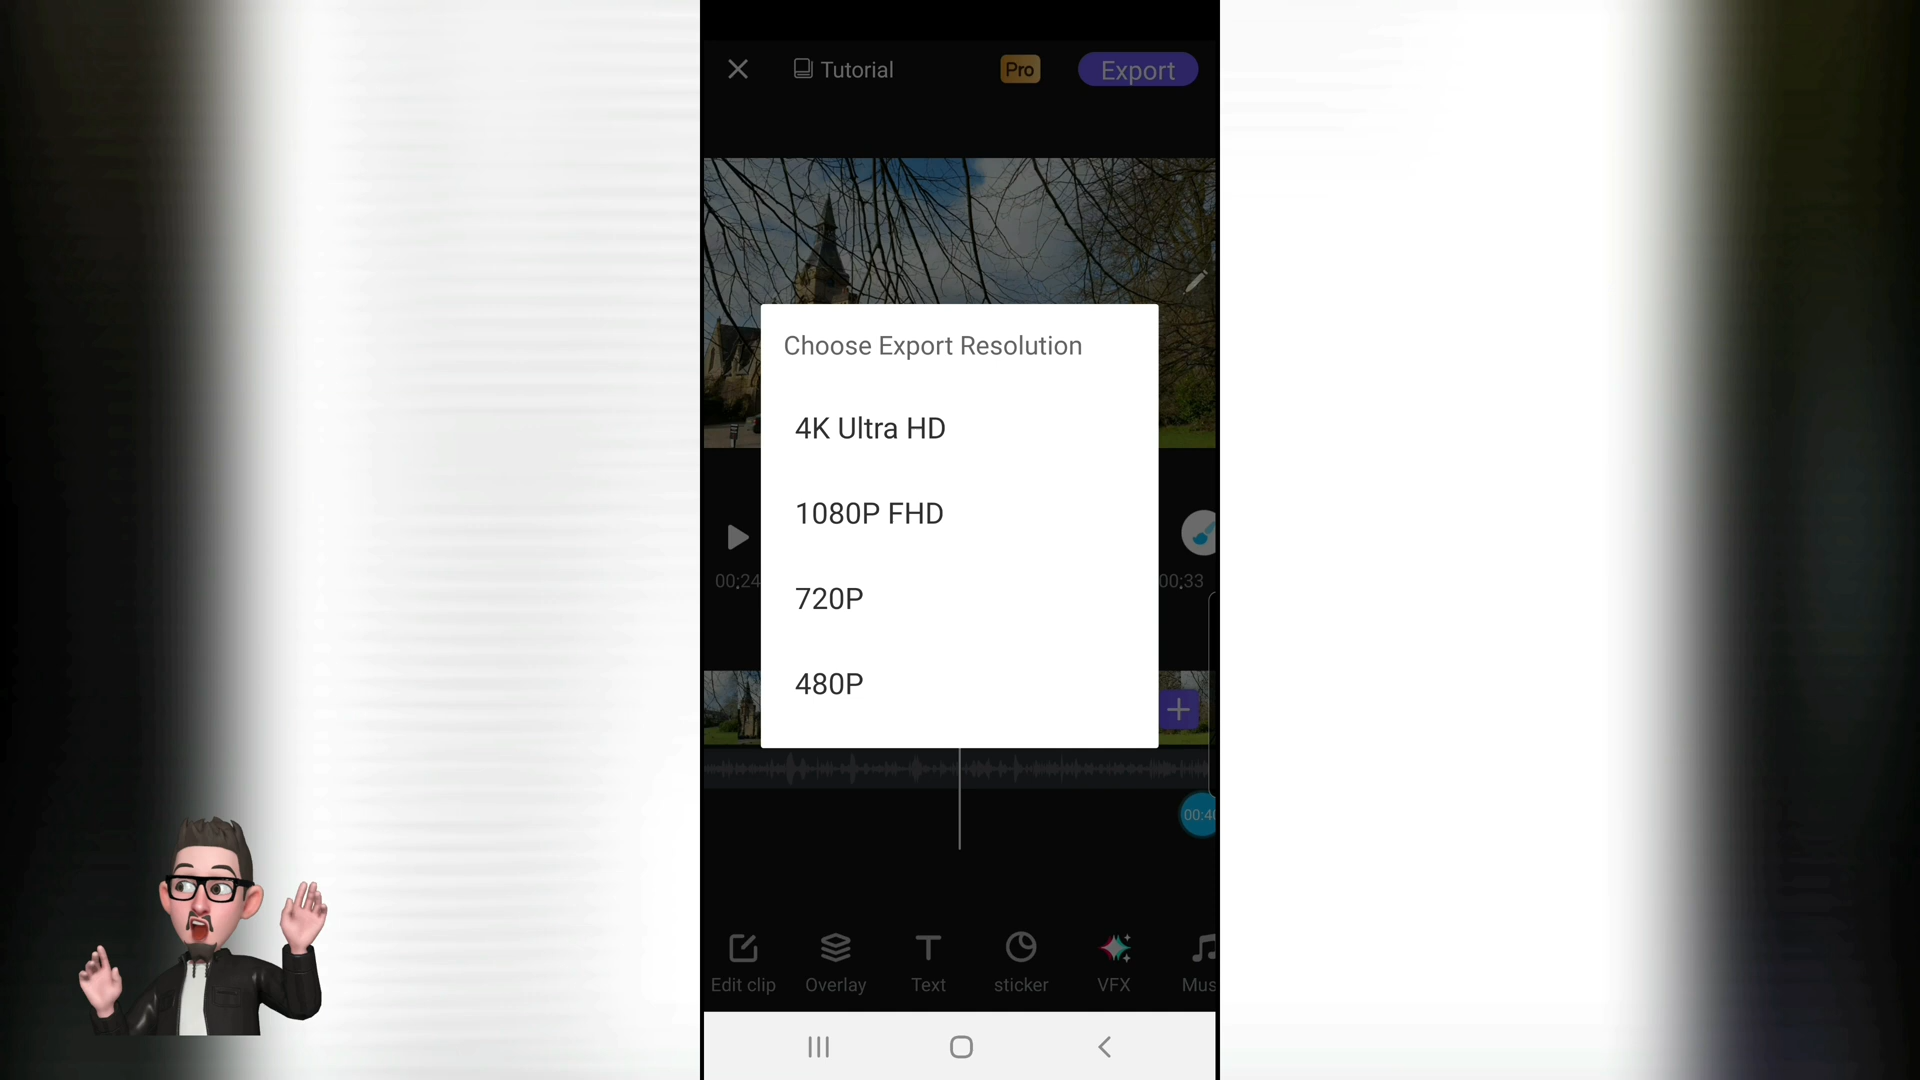 Tutorial
Pro
Export
Choose Export Resolution
4K Ultra HD
1080P FHD
720P
480P
00:24
00:33
Edit clip
Overlay
Text
sticker
VFX
Mus